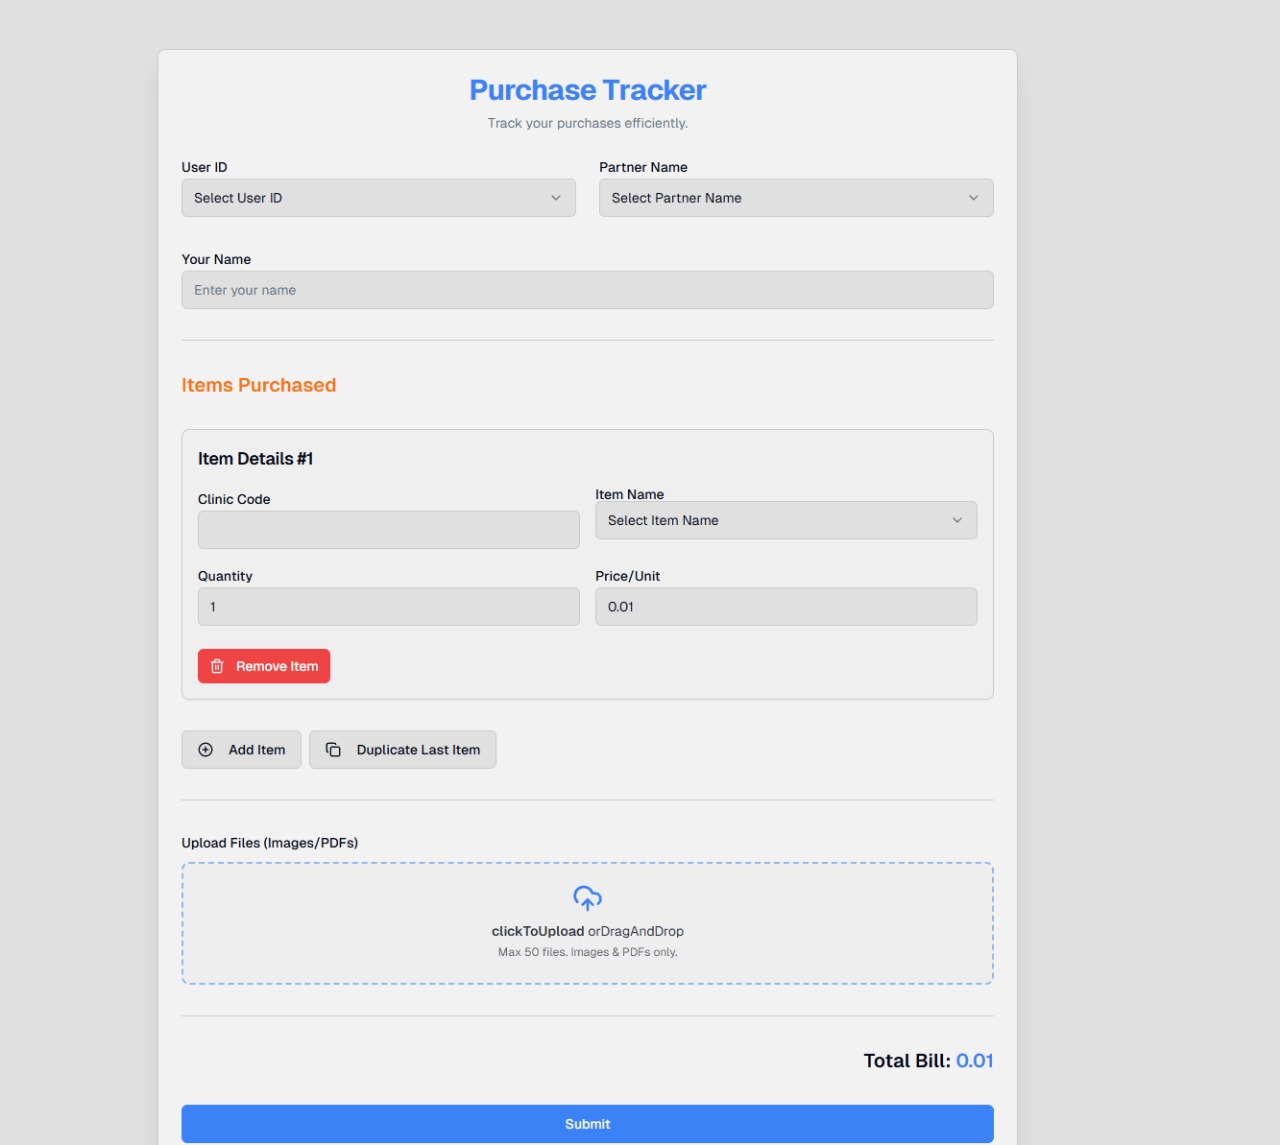 Purchase Tracker
Track your purchases efficiently.
User ID
Select User ID
Partner Name
Select Partner Name
Your Name
Enter your name
Items Purchased
Item Details #1
Clinic Code
Item Name
Select Item Name
Quantity
1
Price/Unit
0.01
Remove Item
Add Item
Duplicate Last Item
Upload Files (Images/PDFs)
clickToUpload orDragAndDrop
Max 50 files. Images & PDFs only.
Total Bill: 0.01
Submit